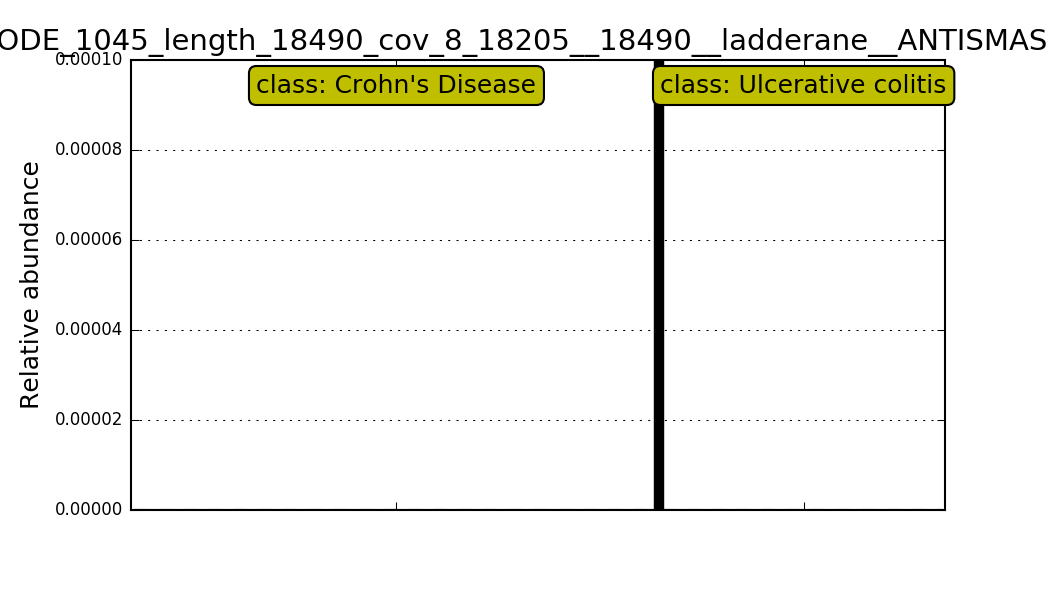 ODE_1045_length_18490_cov_8_18205__18490__ladderane__ANTISMAS
0.00010
class: Crohn's Disease
class: Ulcerative colitis
0.00008
0.00006
0.00004
0.00002
0.00000
Relative abundance